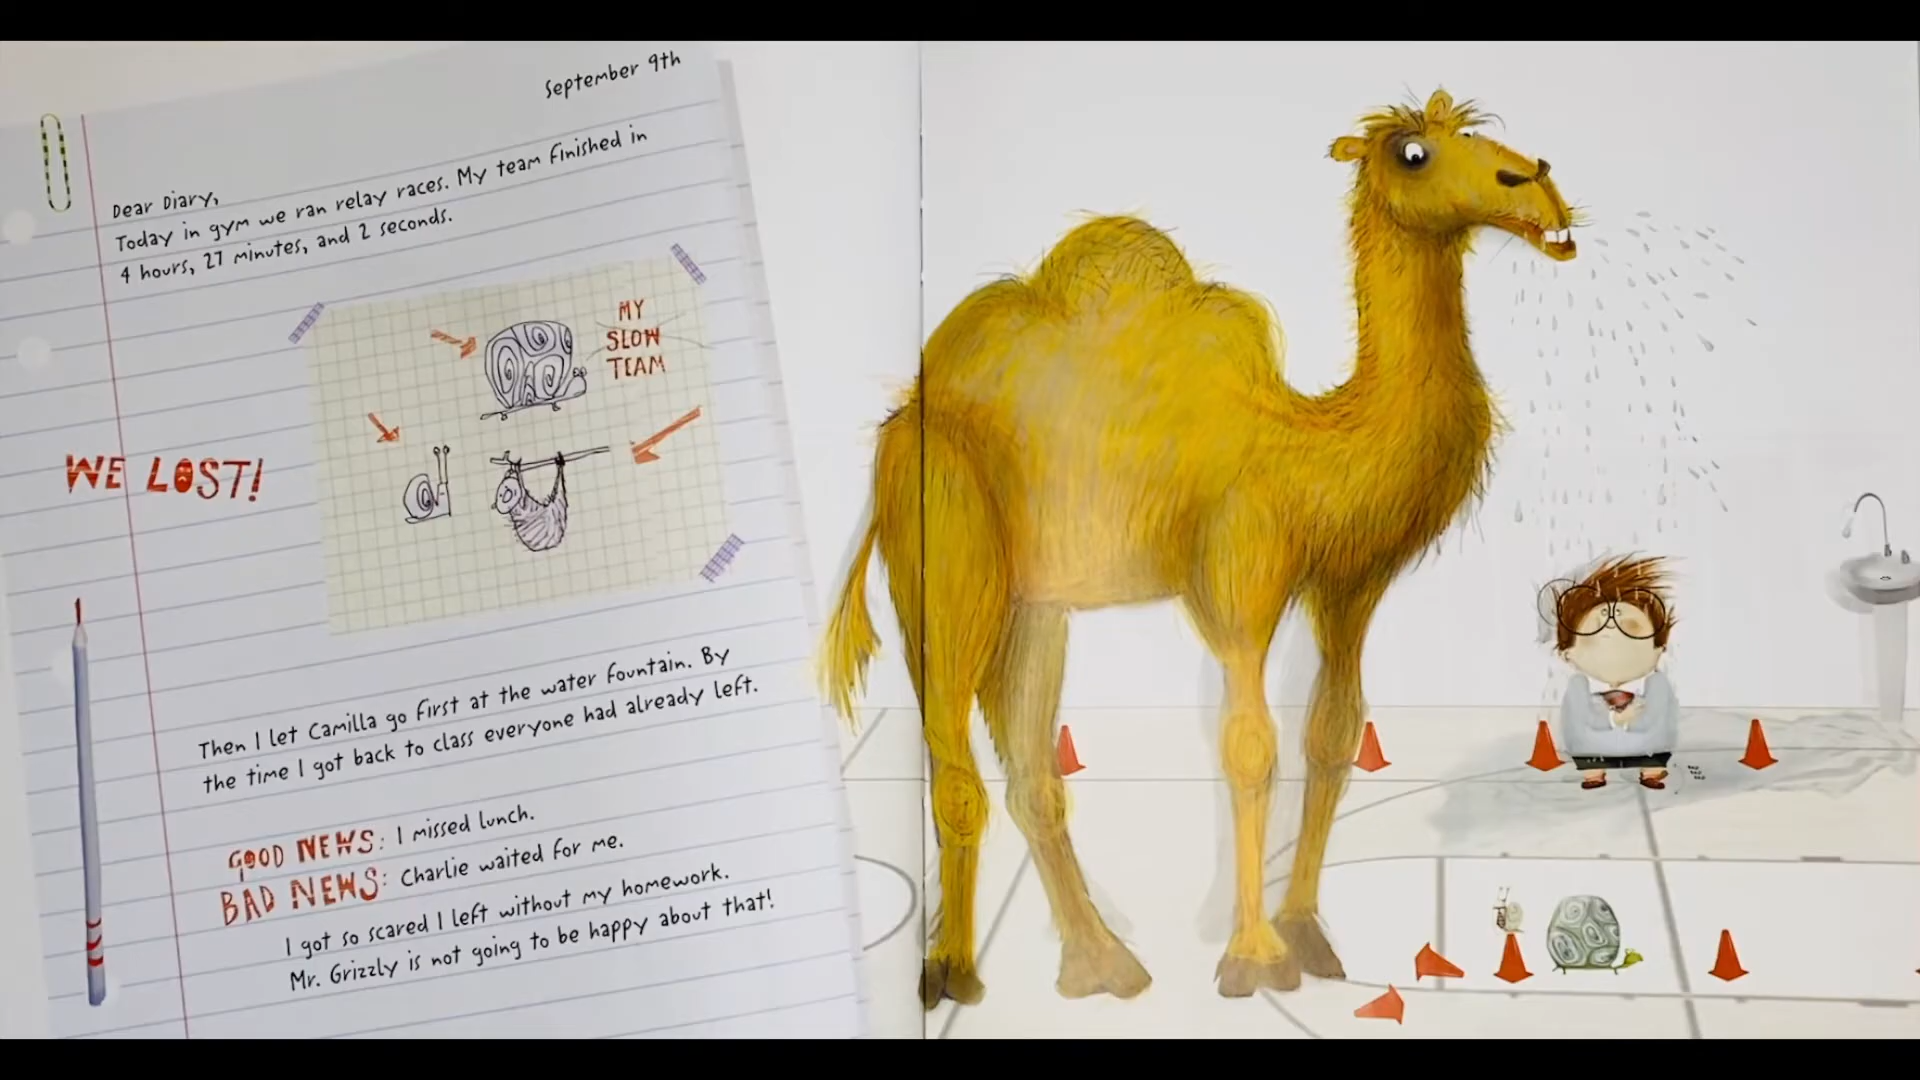 September 9th
Dear Diary,
Today in gym we ran relay races. My team finished in
4 hours, 27 minutes, and 2 seconds.
MY
SLOW
TEAM
WE LOST!
Then I let Camilla go first at the water fountain. By
the time I got back to class everyone had already left.
GOOD NEWS: I missed lunch.
BAD NEWS: Charlie waited for me.
I got so scared I left without my homework.
Mr. Grizzly is not going to be happy about that!